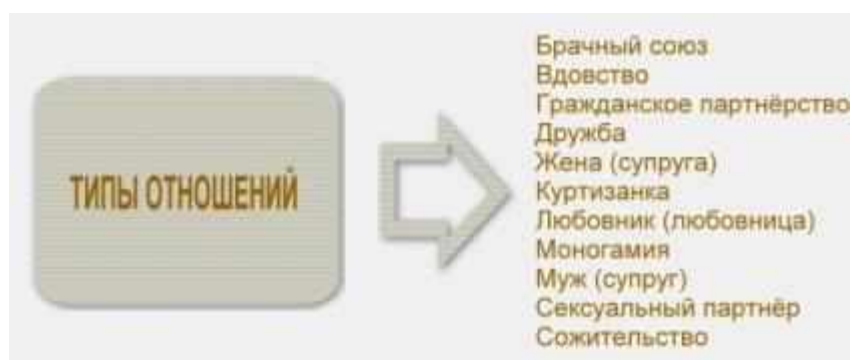 ТИПЫ ОТНОШЕНИЙ
Брачный союз
Вдовство
Гражданское партнёрство
Дружба
Жена (супруга)
Куртизанка
Любовник (любовница)
Моногамия
Муж (супруг)
Сексуальный партнёр
Сожительство